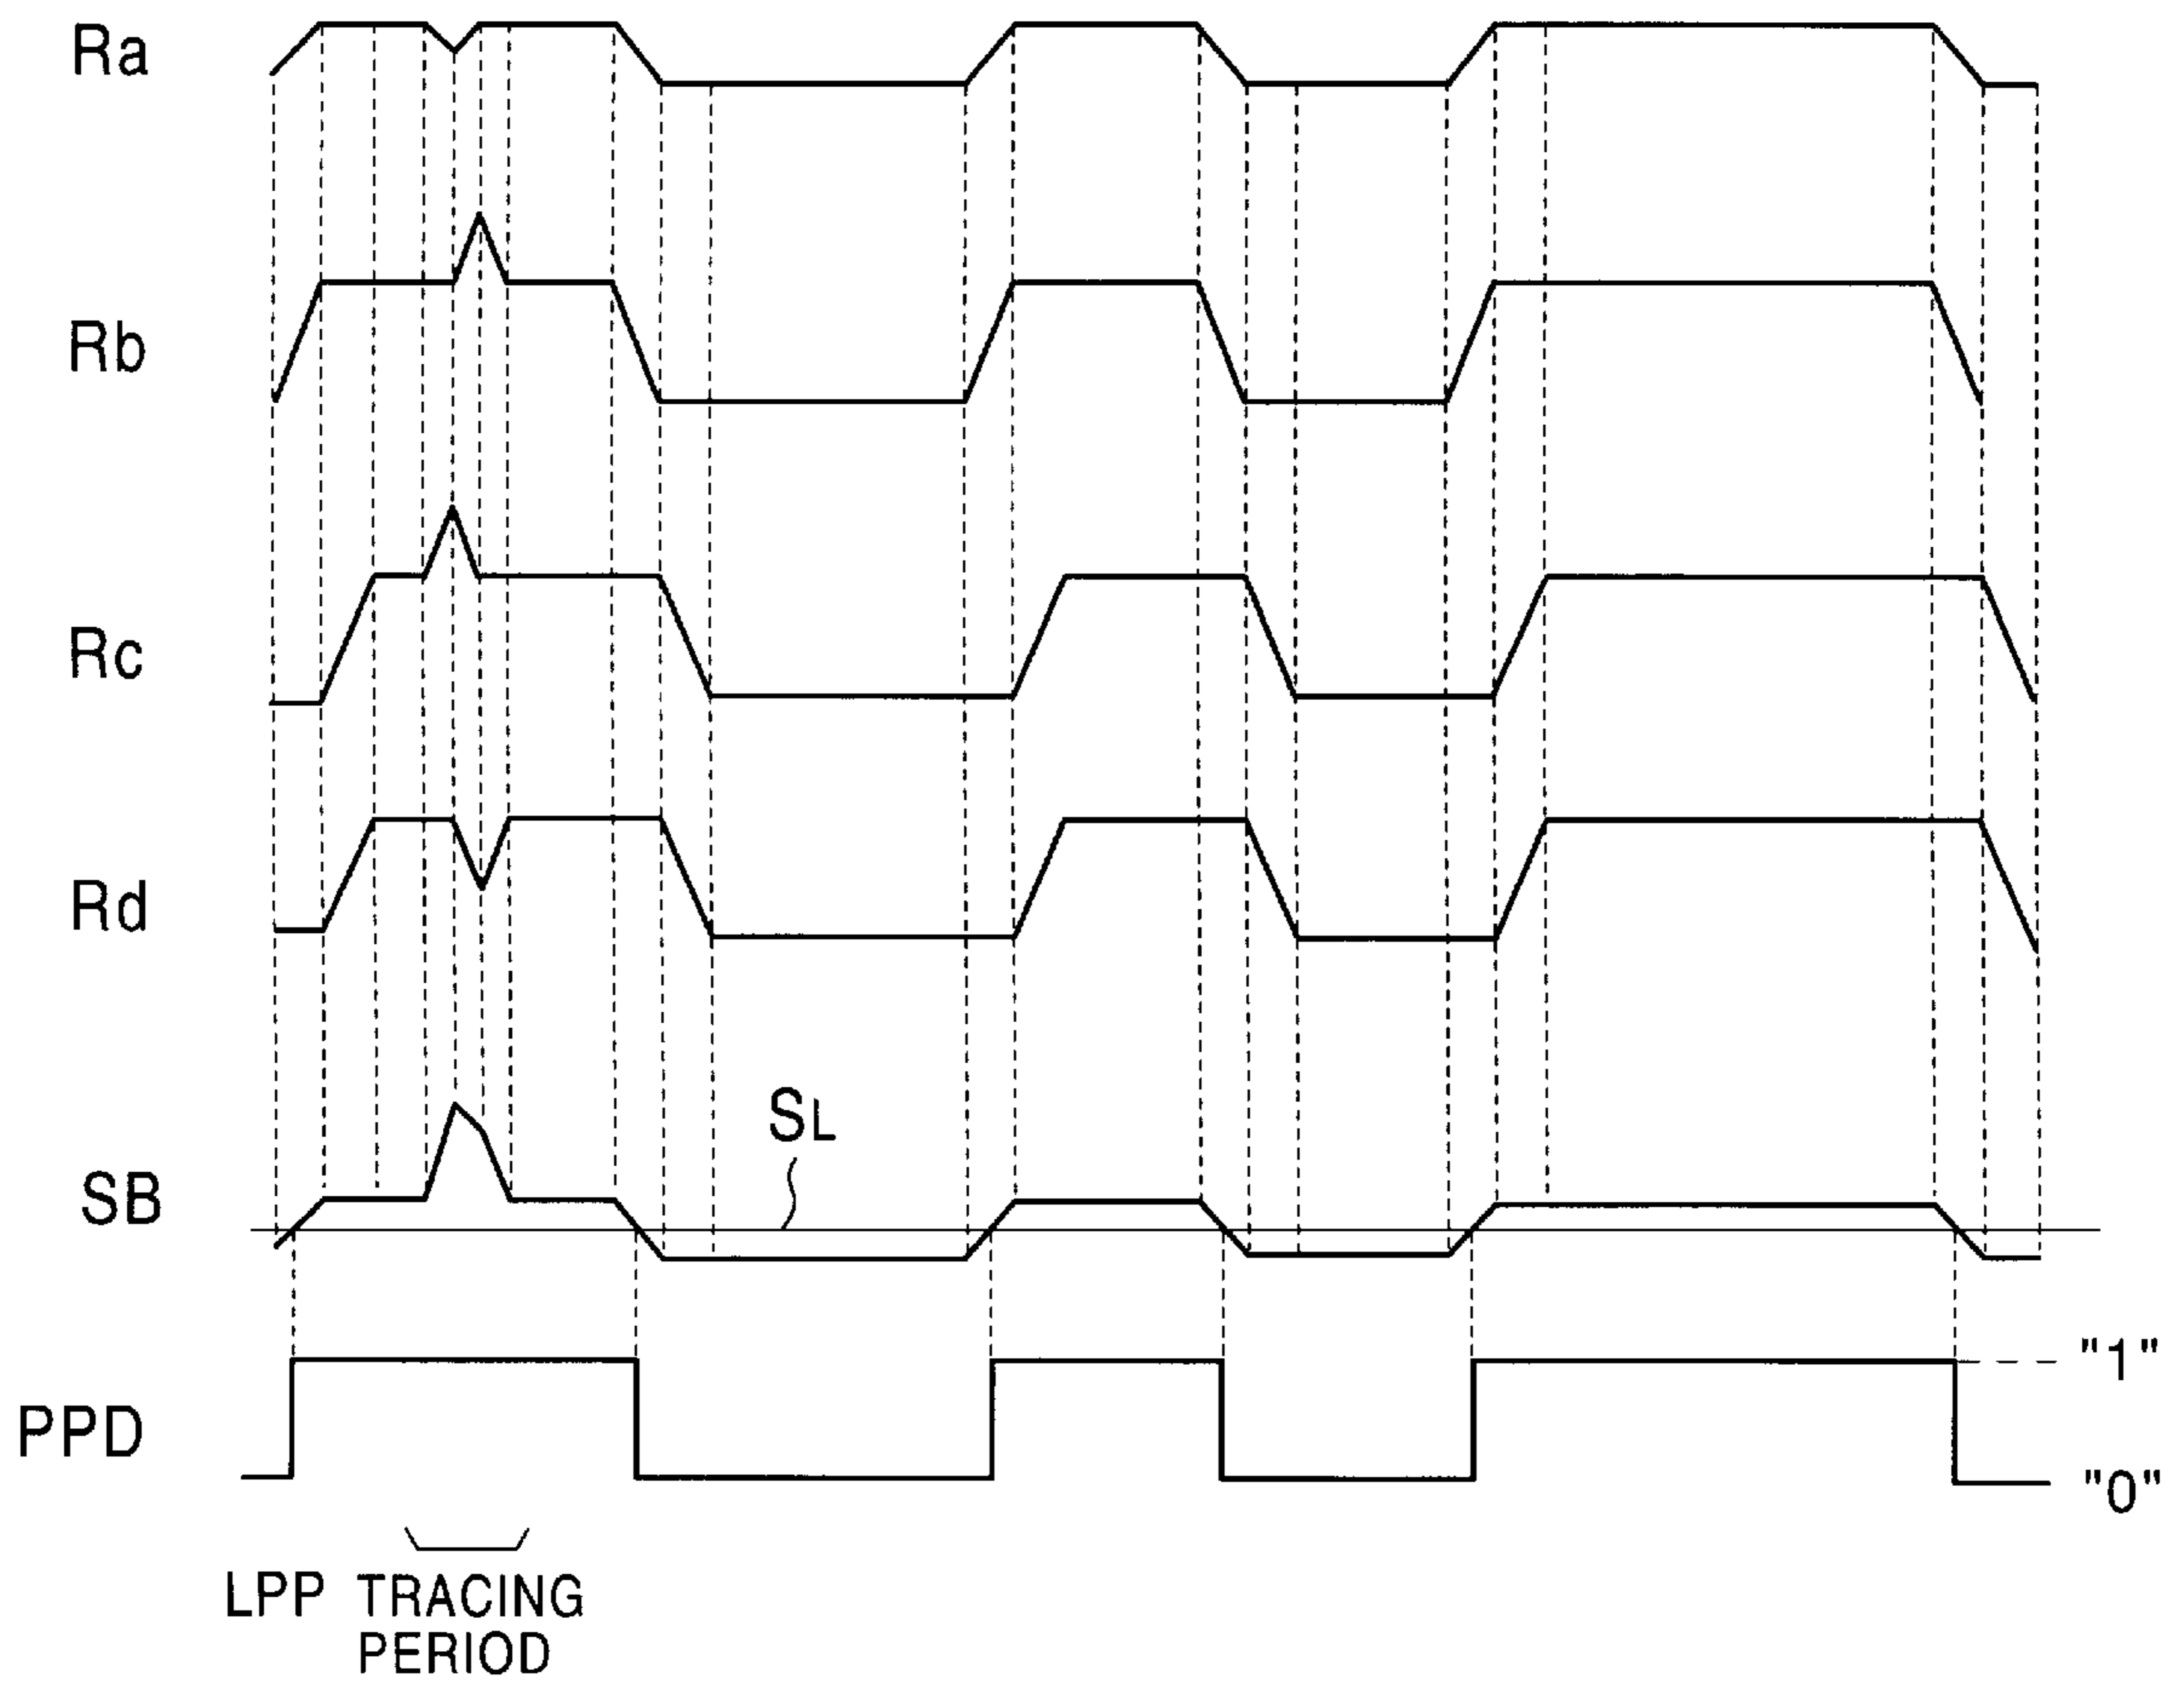 Ra
Rb
Rc
Rd
SL
SB
"1"
PPD
"0"
LPP TRACING
PERIOD